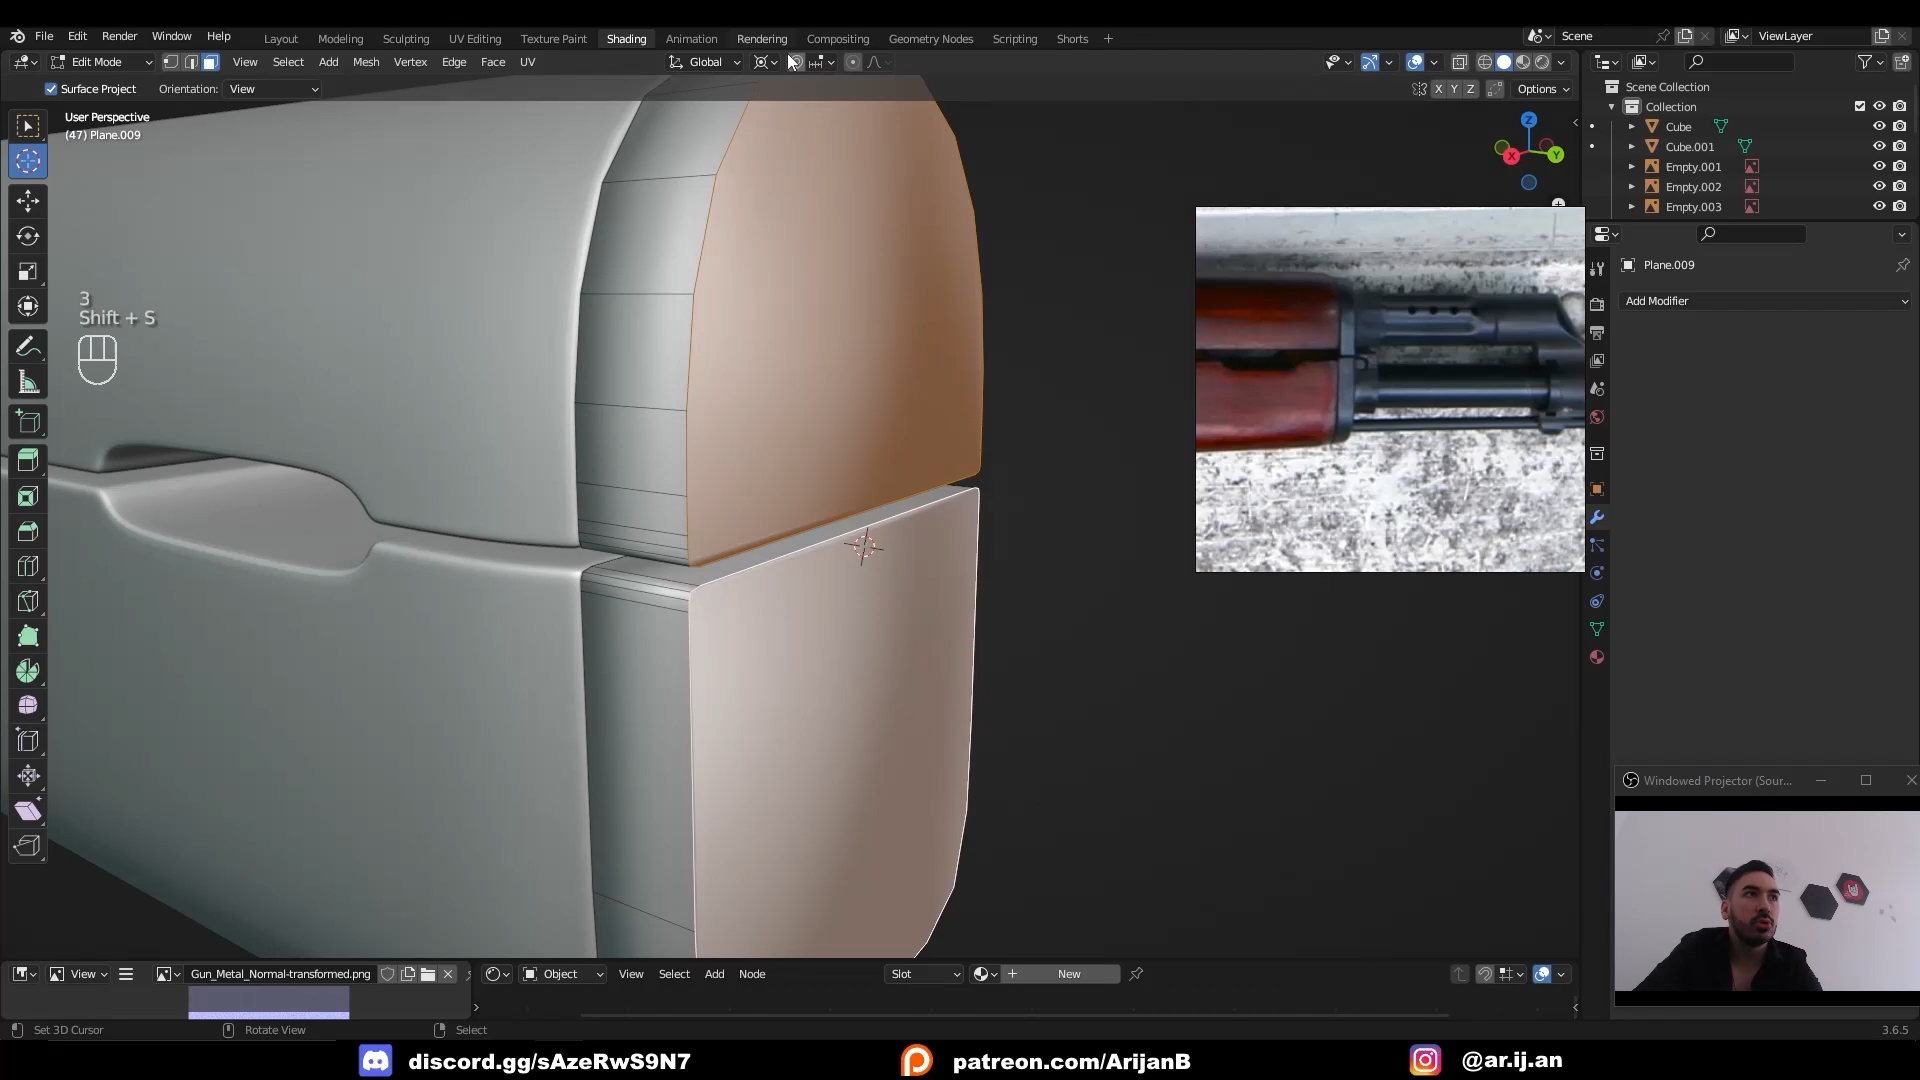 File Edit Render Window Help
Layout Modeling Sculpting UV Editing Texture Paint Shading Animation Rendering Compositing Geometry Nodes Scripting Shorts +
Scene
ViewLayer
Edit Mode View Select Add Mesh Vertex Edge Face UV
Global
Surface Project Orientation: View
X Y Z Options
User Perspective
(47) Plane.009
3
Shift + S
Z
X
Y
Scene Collection
Collection
Cube
Cube.001
Empty.001
Empty.002
Empty.003
Plane.009
Add Modifier
Windowed Projector (Sour...
View
Gun_Metal_Normal-transformed.png
Object View Select Add Node
Slot
New
Set 3D Cursor Rotate View Select
3.6.5
discord.gg/sAzeRwS9N7
patreon.com/ArijanB
@ar.ij.an